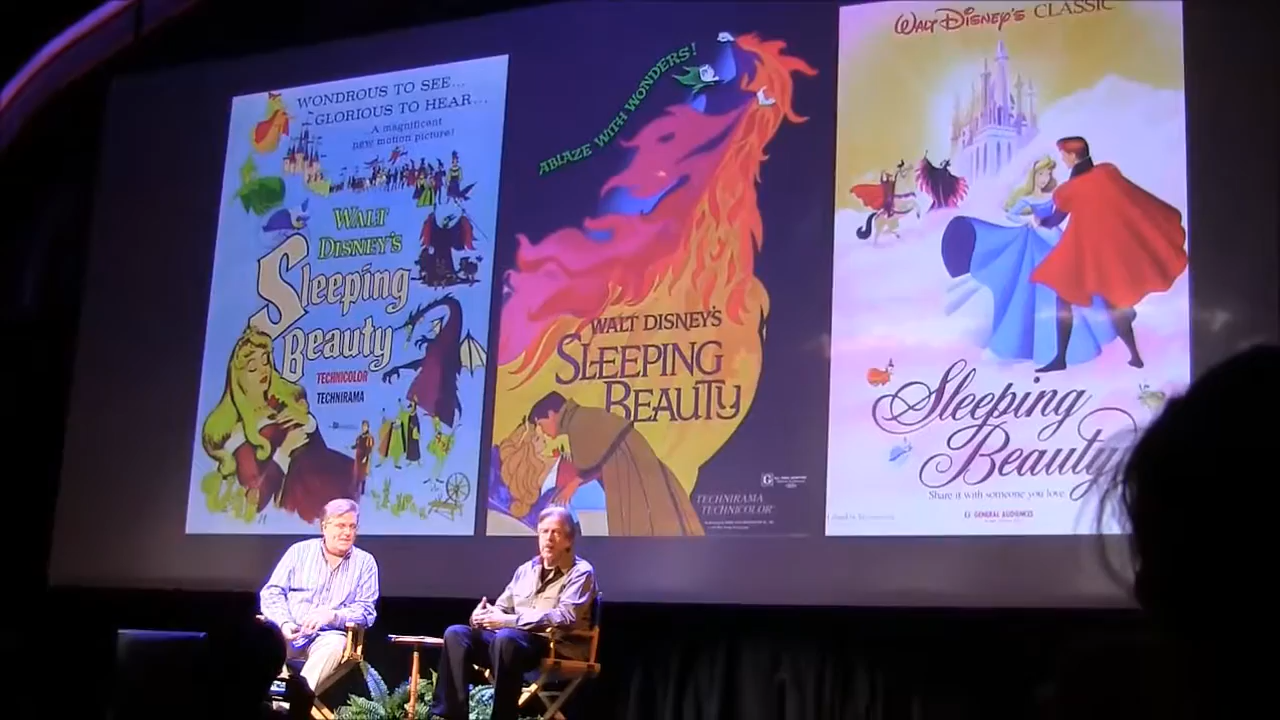 WONDROUS TO SEE...
GLORIOUS TO HEAR...
A magnificent
new motion picture!
WALT
DISNEY'S
Sleeping
Beauty
TECHNICOLOR
TECHNIRAMA
ABLAZE WITH WONDERS!
WALT DISNEY'S
SLEEPING
BEAUTY
G
TECHNIRAMA
TECHNICOLOR
WALT DISNEY'S CLASSIC
Sleeping
Beauty
Share it with someone you love.
G GENERAL AUDIENCES